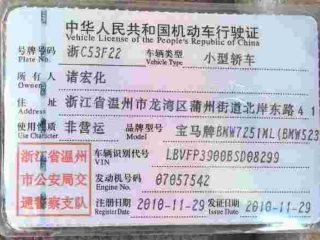 中华人民共和国机动车行驶证
Vehicle License of the People's Republic of China
号牌号码 浙C53F22 车辆类型 小型轿车
Plate No. Vehicle Type
所有人 诸宏化
Owner
住址 浙江省温州市龙湾区蒲州街道北岸东路41
Address
使用性质 非营运 品牌型号 宝马牌BMW7251ML(BMW523
Use Character Model
浙江省温州
市公安局交
通警察支队
车辆识别代号 LBVFP3900BSD08299
VIN
发动机号码 07057542
Engine No.
注册日期 2010-11-29 发证日期 2010-11-29
Register Date Issue Date